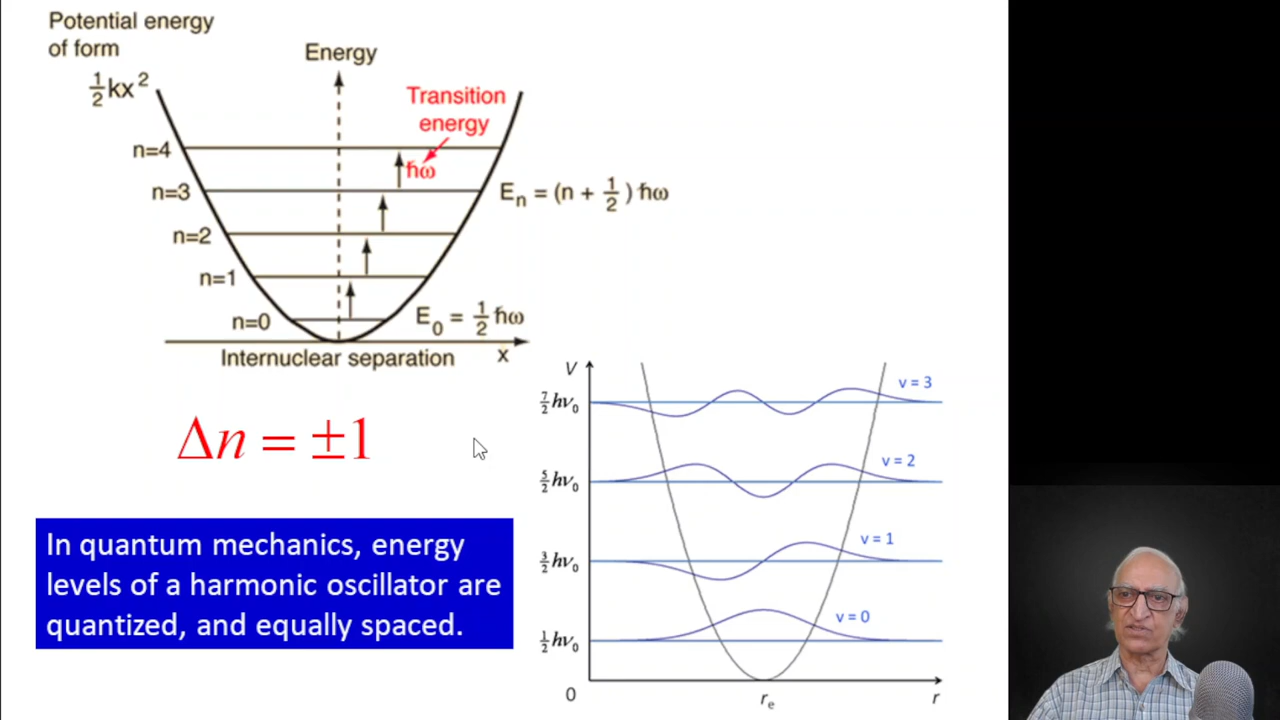 Potential energy
of form
½kx²
Energy
Transition
energy
n=4
ħω
n=3
Eₙ = (n + ½) ħω
n=2
n=1
n=0
E₀ = ½ħω
Internuclear separation
x
Δn = ±1
In quantum mechanics, energy
levels of a harmonic oscillator are
quantized, and equally spaced.
V
v = 3
7/2 hν₀
v = 2
5/2 hν₀
v = 1
3/2 hν₀
v = 0
1/2 hν₀
0
rₑ
r